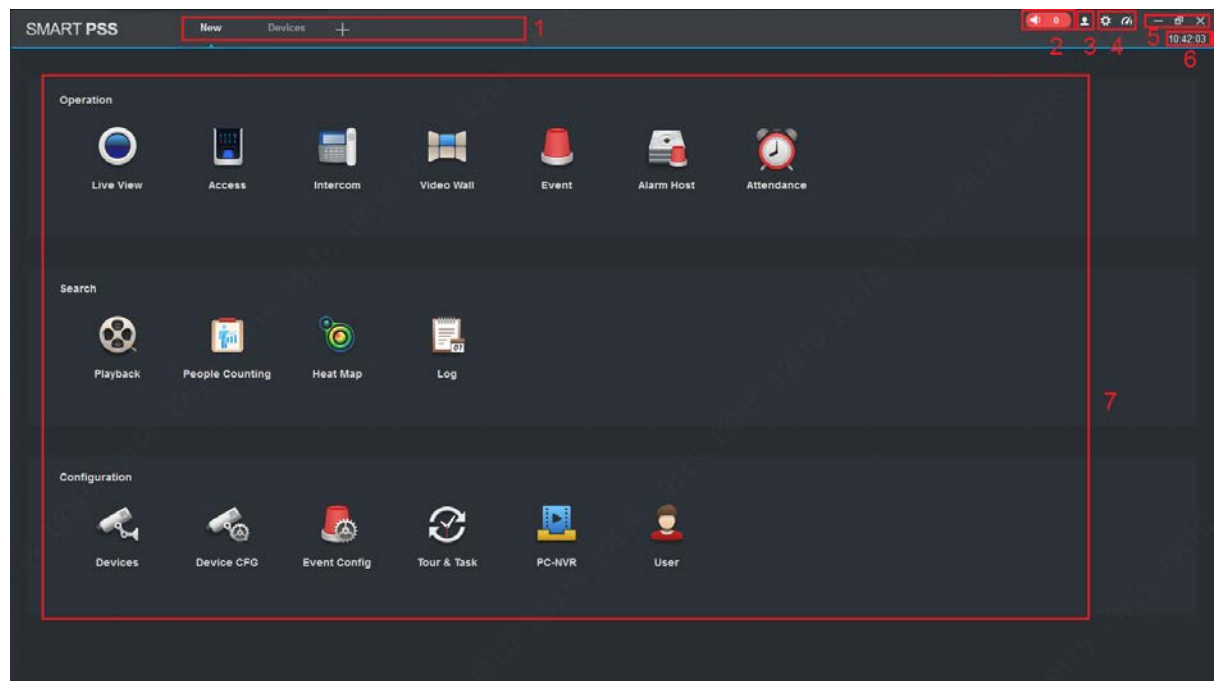 SMART PSS New Devices + 1 0
2 3 4 5 10:42:03
6
Operation
Live View Access Intercom Video Wall Event Alarm Host Attendance
Search
Playback People Counting Heat Map Log
7
Configuration
Devices Device CFG Event Config Tour & Task PC-NVR User